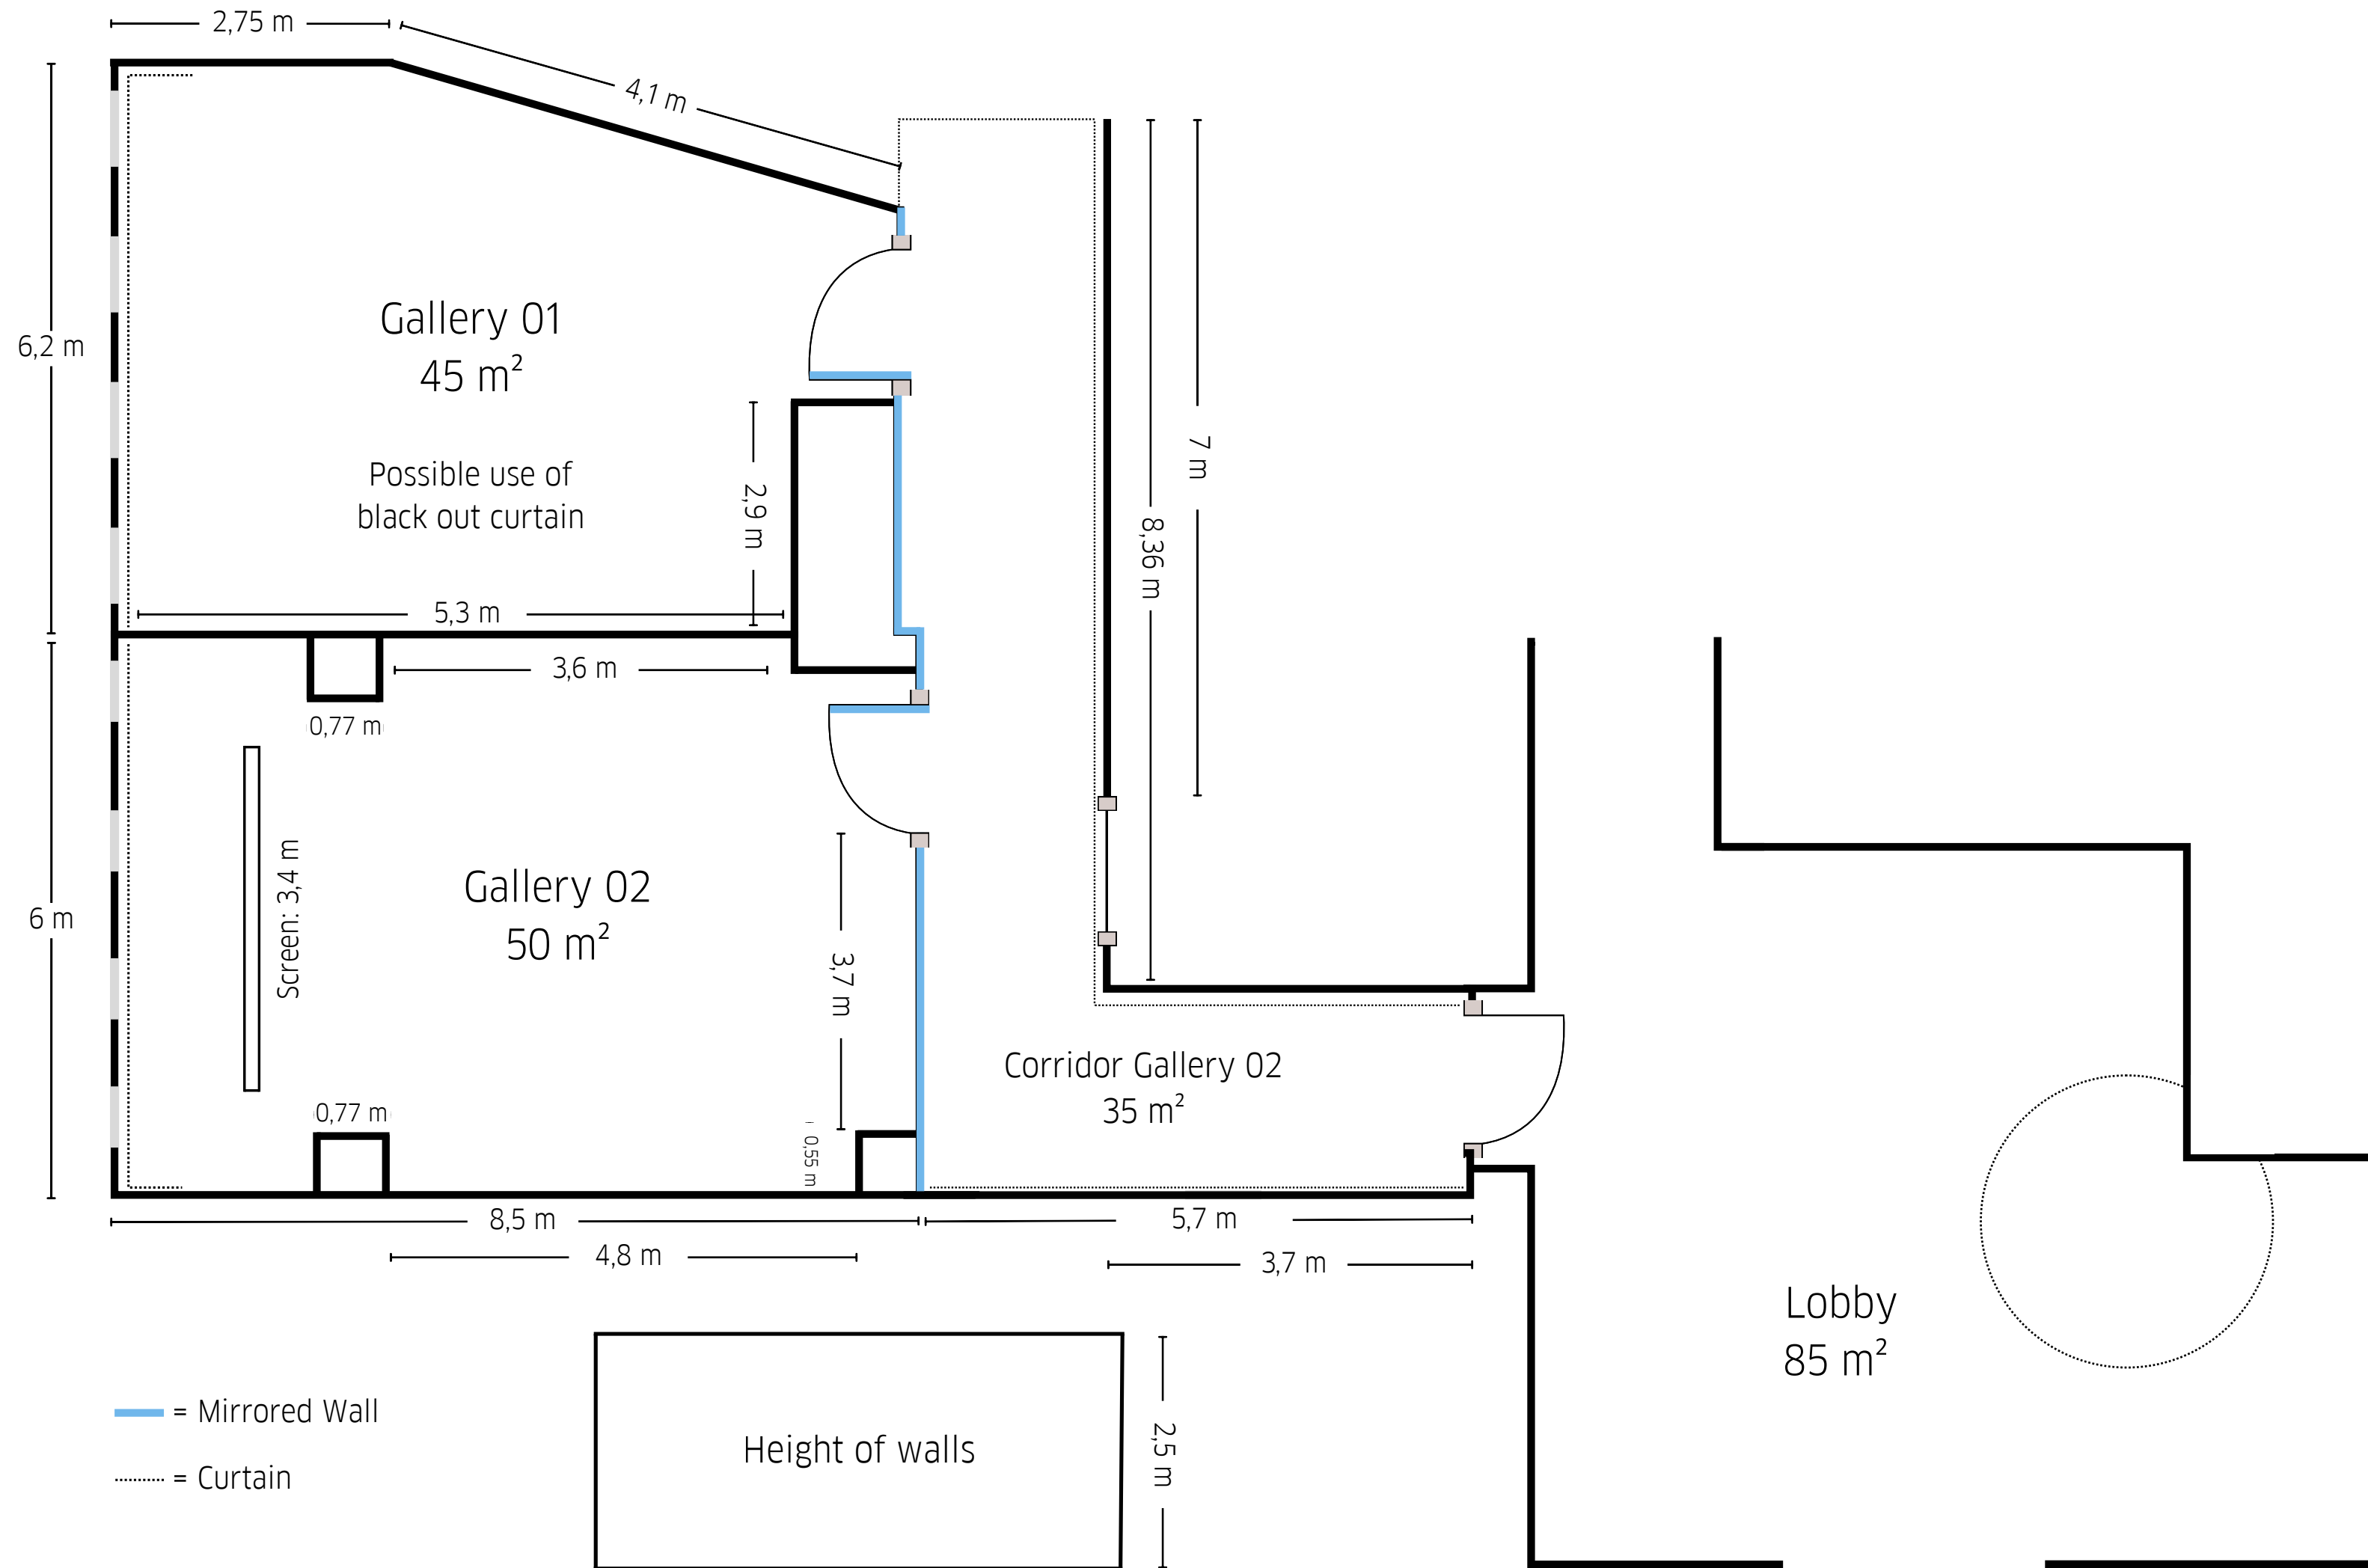 2,75 m
4,1 m
6,2 m
Gallery 01
45 m²
Possible use of
black out curtain
2,9 m
5,3 m
7 m
8,36 m
3,6 m
0,77 m
Screen: 3,4 m
6 m
Gallery 02
50 m²
3,7 m
0,77 m
0,55 m
Corridor Gallery 02
35 m²
8,5 m
5,7 m
4,8 m
3,7 m
Lobby
85 m²
= Mirrored Wall
= Curtain
Height of walls
2,5 m